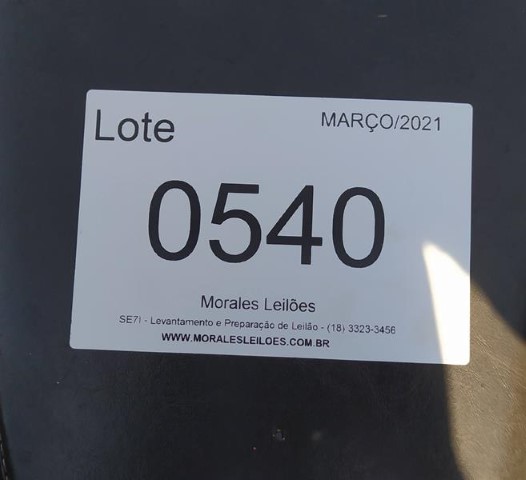 Lote
MARÇO/2021
0540
Morales Leilões
SE7I - Levantamento e Preparação de Leilão - (18) 3323-3456
WWW.MORALESLEILOES.COM.BR